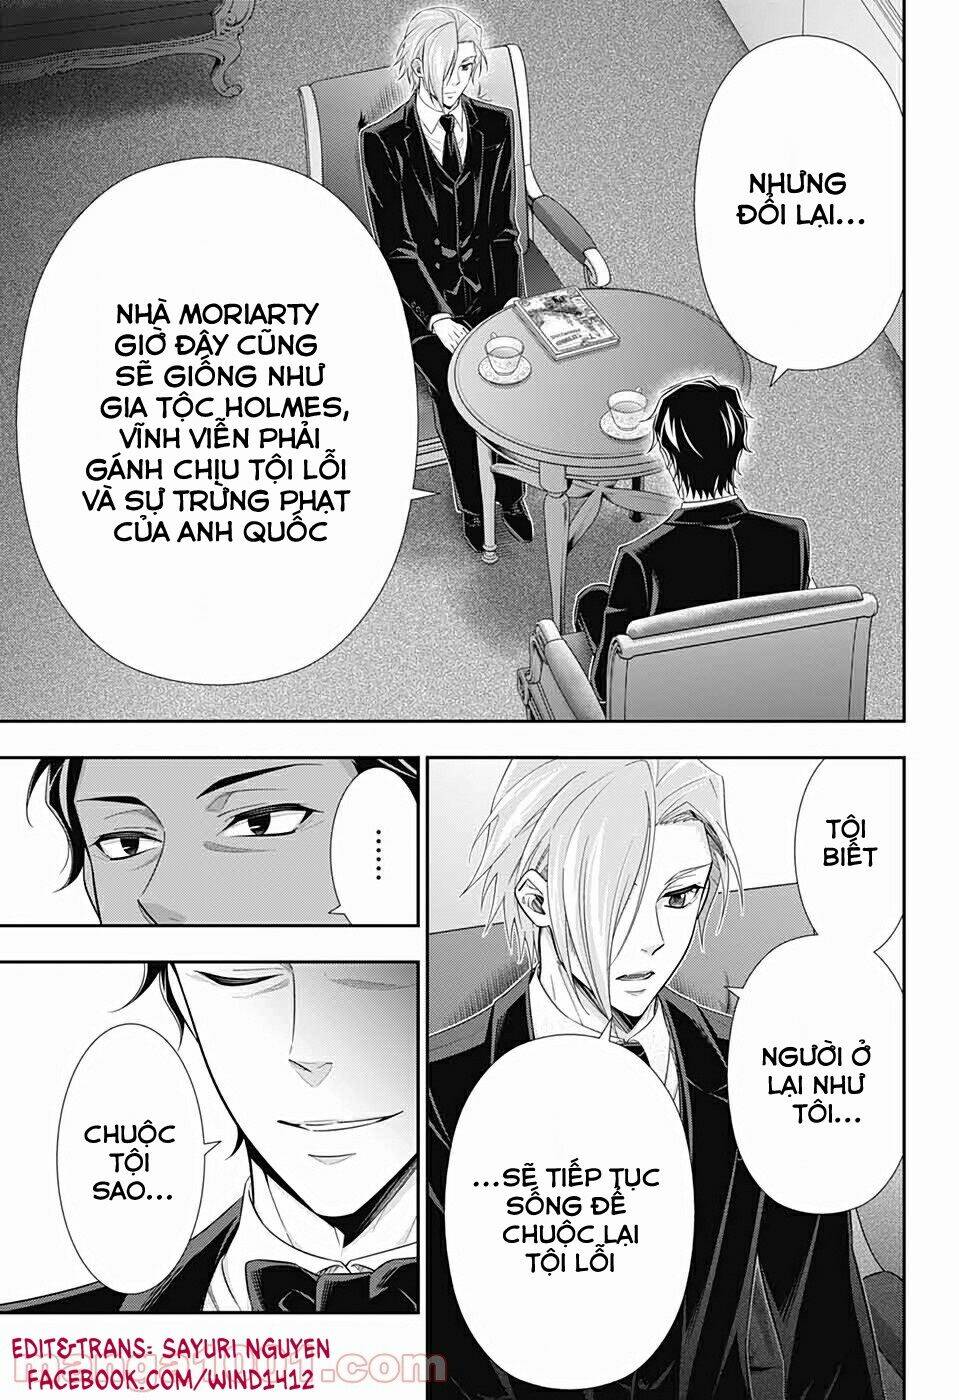 NHƯNG
ĐỔI LẠI...
NHÀ MORIARTY
GIỜ ĐÂY CŨNG
SẼ GIỐNG NHƯ
GIA TỘC HOLMES,
VĨNH VIỄN PHẢI
GÁNH CHỊU TỘI LỖI
VÀ SỰ TRỪNG PHẠT
CỦA ANH QUỐC
TÔI
BIẾT
NGƯỜI Ở
LẠI NHƯ
TÔI...
...SẼ TIẾP TỤC
SỐNG ĐỂ
CHUỘC LẠI
TỘI LỖI
......
CHUỘC
TỘI
SAO...
EDIT&TRANS: SAYURI NGUYEN
FACEBOOK.COM/WIND1412
manga1001.com